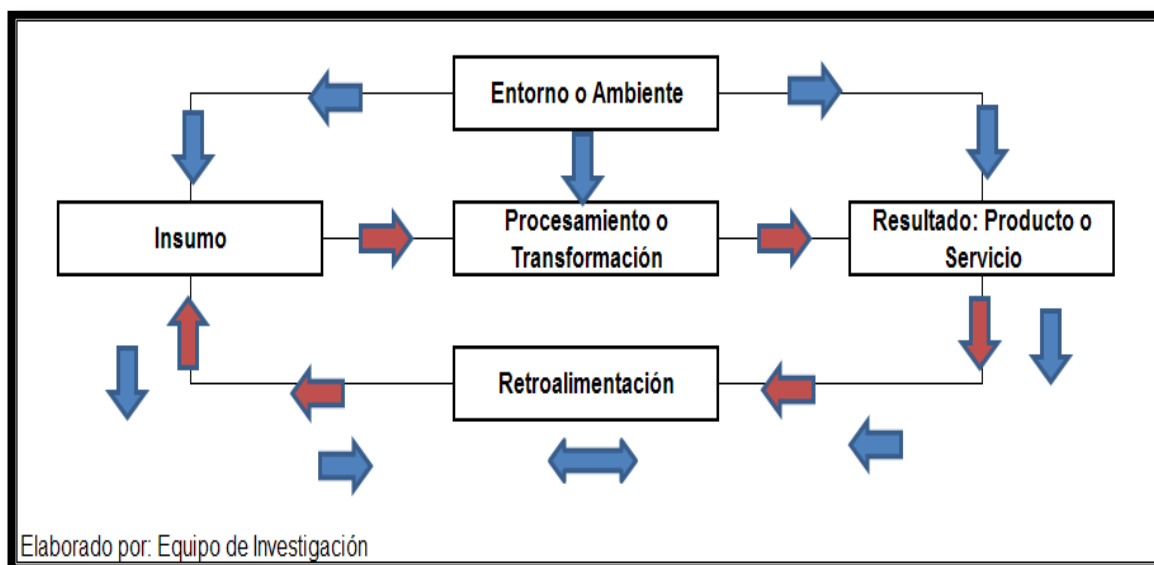 Entorno o Ambiente
Insumo
Procesamiento o
Transformación
Resultado: Producto o
Servicio
Retroalimentación
Elaborado por: Equipo de Investigación